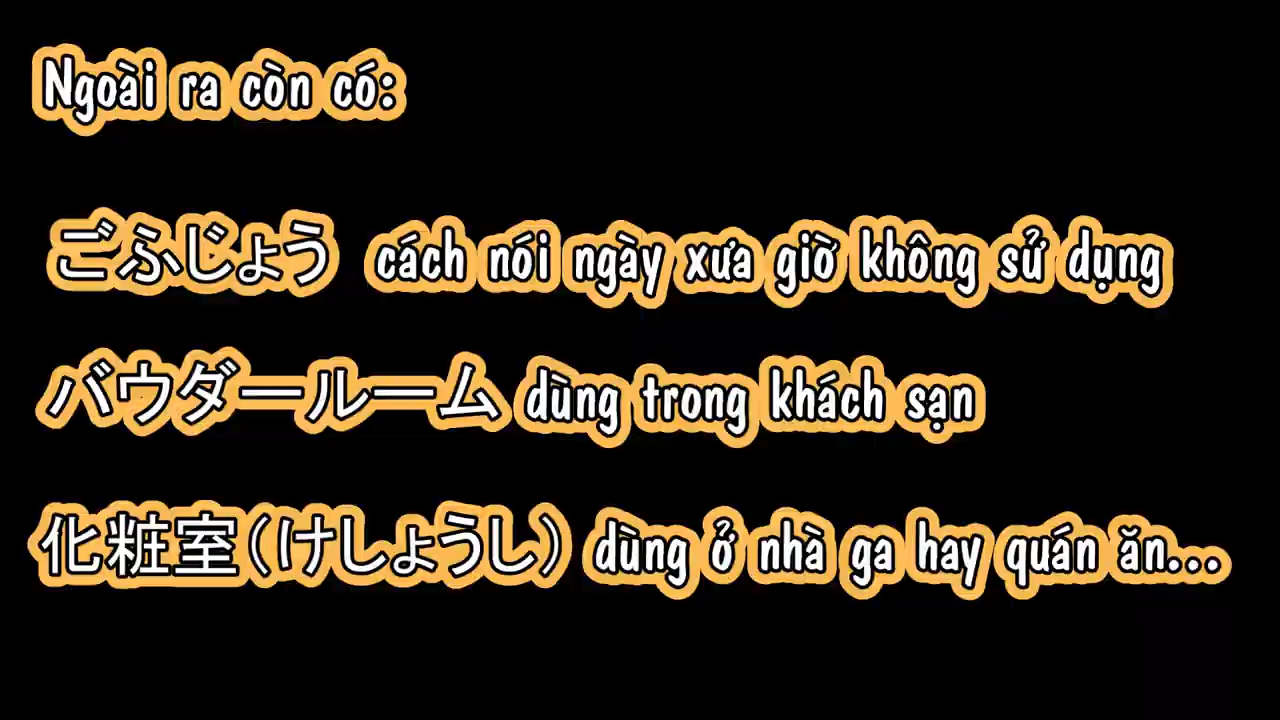 Ngoài ra còn có:
ごふじょう cách nói ngày xưa giờ không sử dụng
バウダールーム dùng trong khách sạn
化粧室(けしょうし) dùng ở nhà ga hay quán ăn...